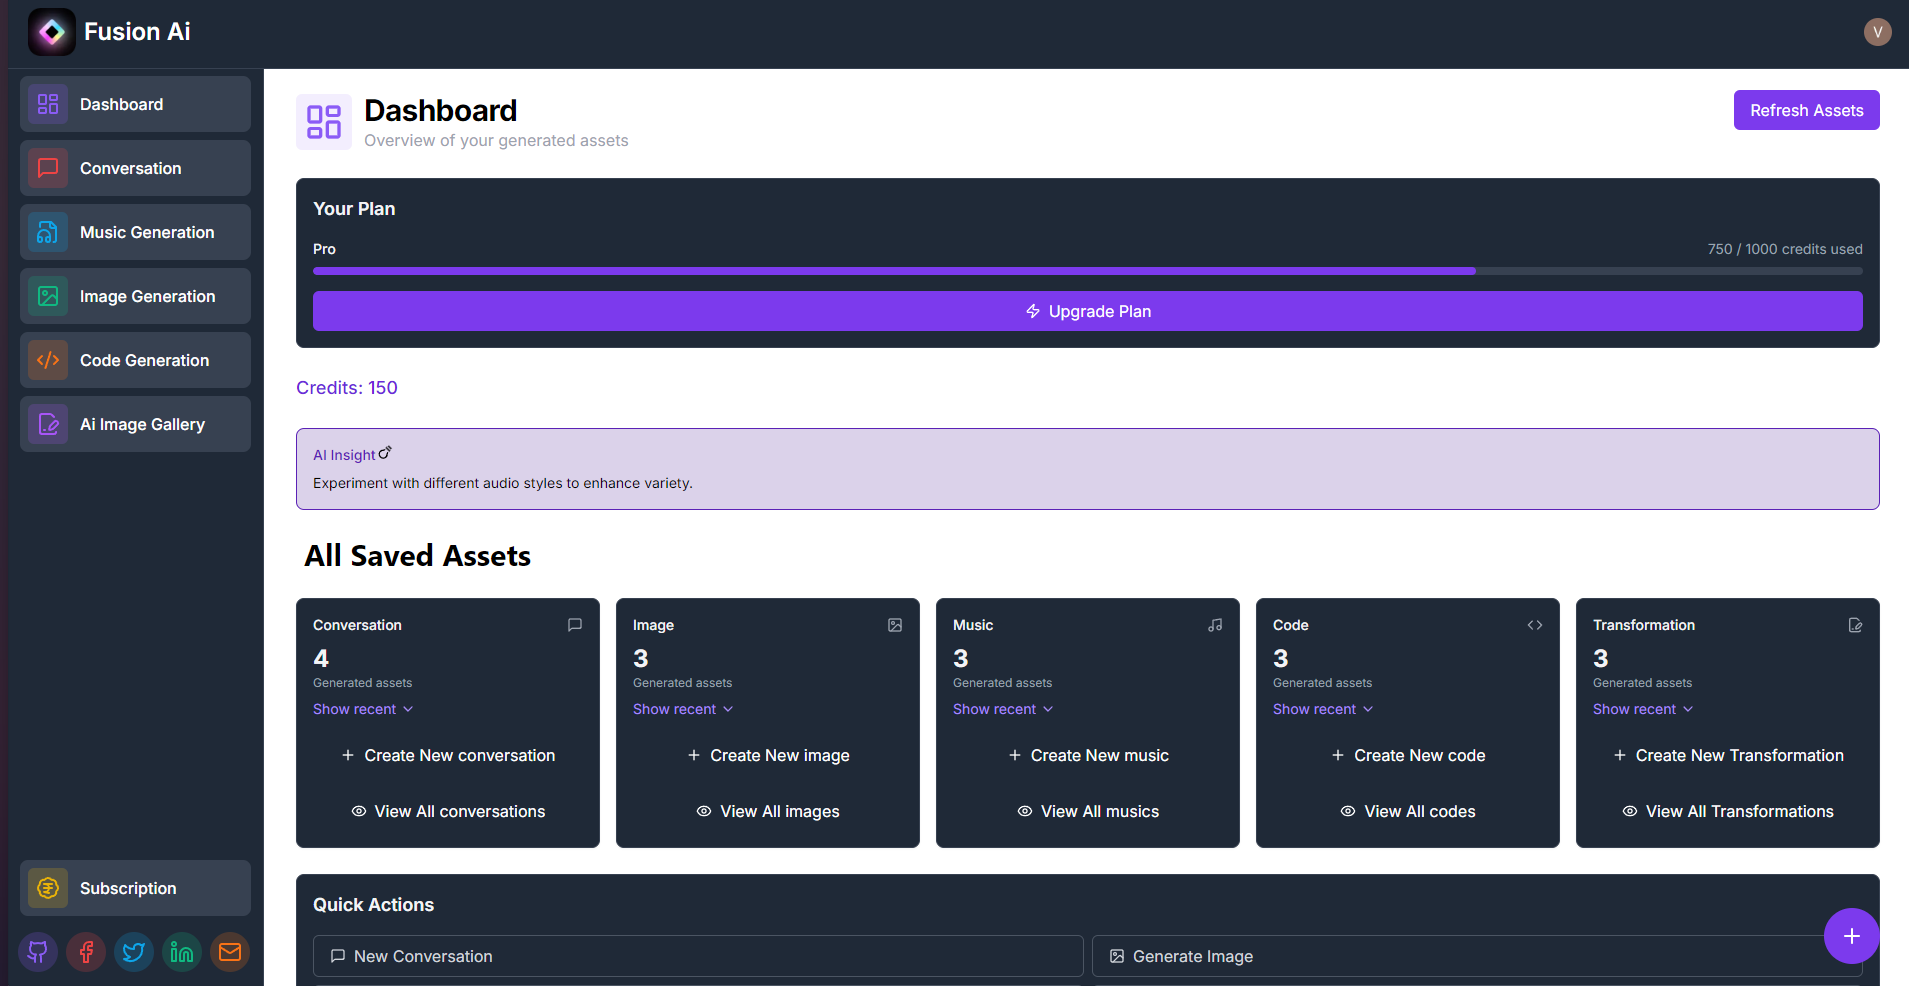 Fusion Ai
V
Dashboard
Conversation
Music Generation
Image Generation
Code Generation
Ai Image Gallery
Subscription
Dashboard
Overview of your generated assets
Refresh Assets
Your Plan
Pro
750 / 1000 credits used
Upgrade Plan
Credits: 150
AI Insight
Experiment with different audio styles to enhance variety.
All Saved Assets
Conversation
4
Generated assets
Show recent
Create New conversation
View All conversations
Image
3
Generated assets
Show recent
Create New image
View All images
Music
3
Generated assets
Show recent
Create New music
View All musics
Code
3
Generated assets
Show recent
Create New code
View All codes
Transformation
3
Generated assets
Show recent
Create New Transformation
View All Transformations
Quick Actions
New Conversation
Generate Image